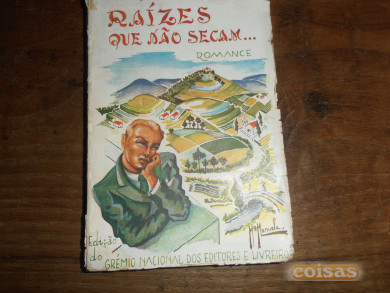 RAÍZES
QUE NÃO SECAM...
ROMANCE
Edição
do GRÉMIO NACIONAL DOS EDITORES E LIVREIROS
coisas